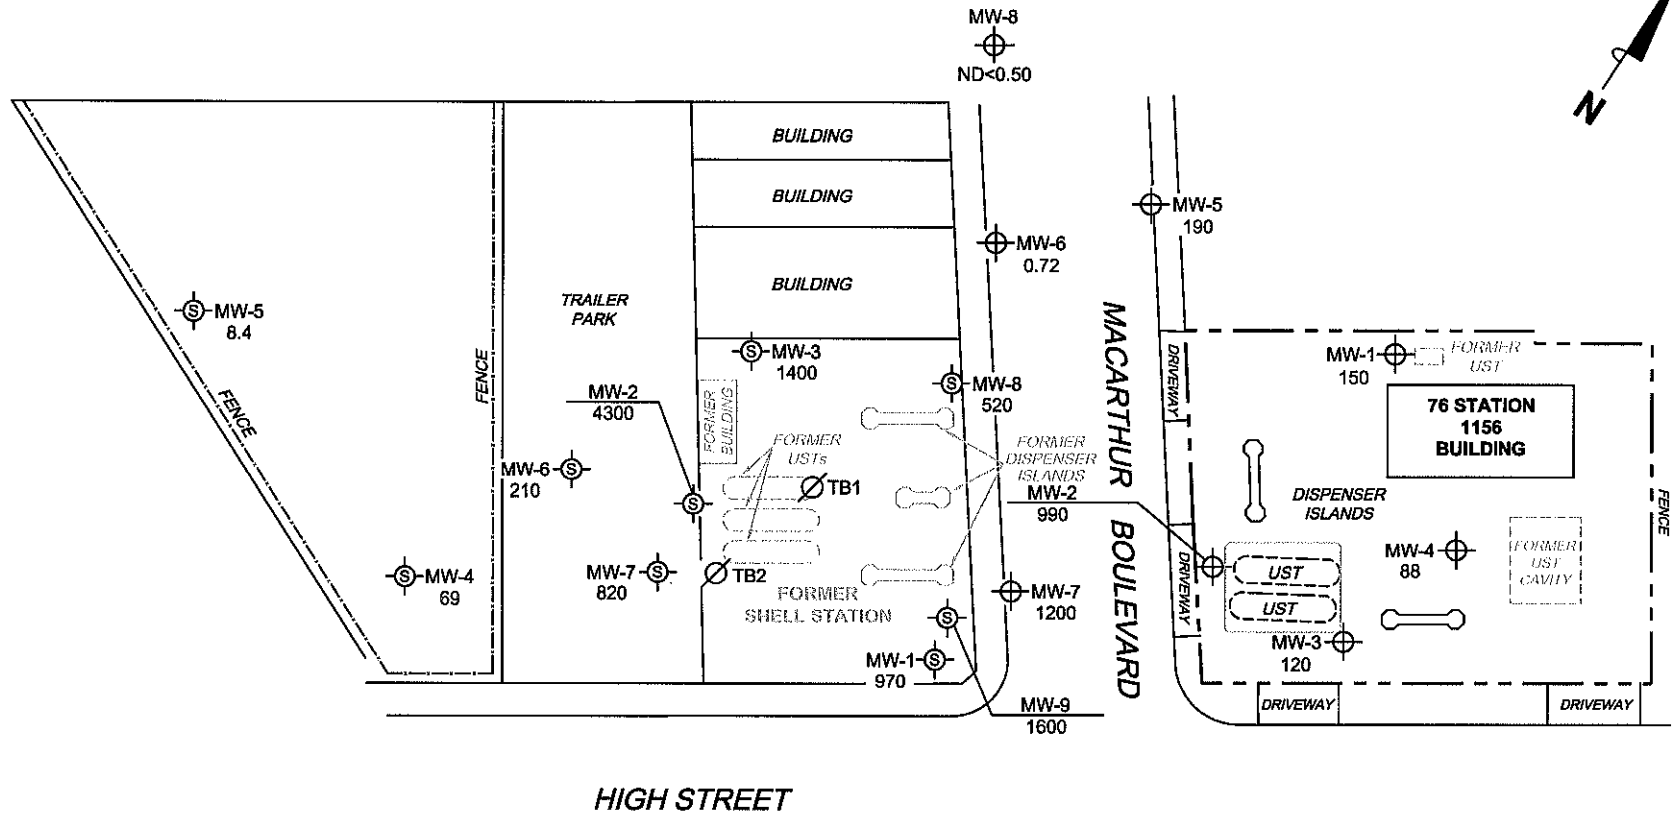 MW-8
ND<0.50
N
BUILDING
BUILDING
BUILDING
MW-5
190
MW-6
0.72
TRAILER
PARK
MW-5
8.4
FENCE
FENCE
MW-3
1400
MW-2
4300
FORMER
BUILDING
MW-8
520
MACARTHUR BOULEVARD
DRIVEWAY
MW-1
150
FORMER
UST
76 STATION
1156
BUILDING
FORMER
USTs
FORMER
DISPENSER
ISLANDS
MW-6
210
TB1
MW-2
990
DISPENSER
ISLANDS
FENCE
MW-4
69
MW-7
820
TB2
FORMER
SHELL STATION
MW-7
1200
DRIVEWAY
UST
UST
MW-4
88
FORMER
UST
CAVITY
MW-3
120
MW-1
970
MW-9
1600
DRIVEWAY
DRIVEWAY
HIGH STREET
S
S
S
S
S
S
S
S
S